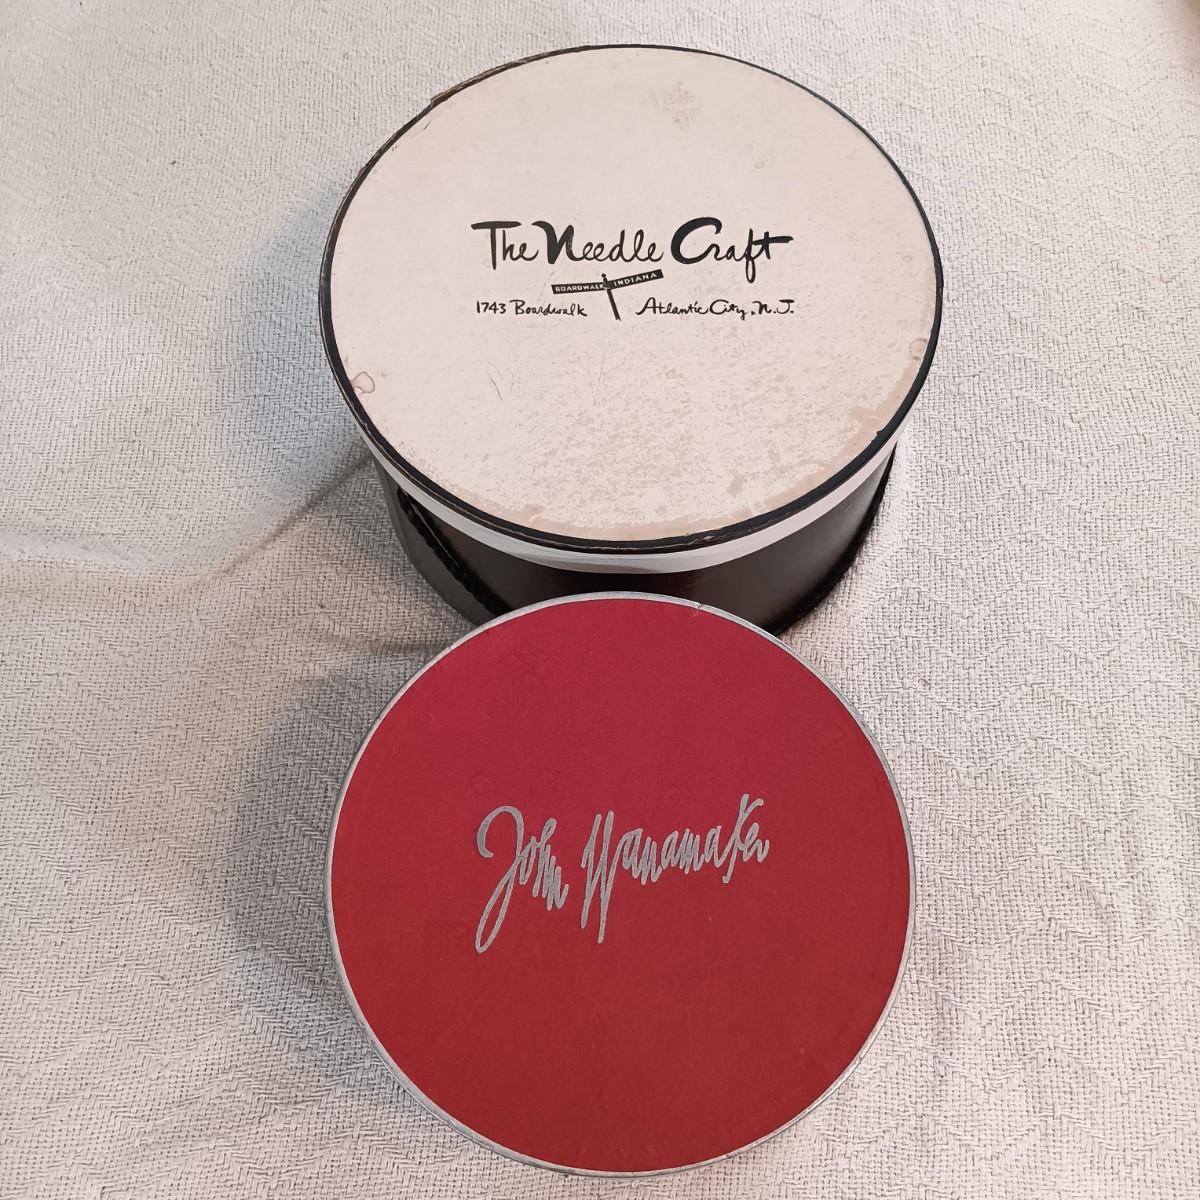 The Needle Craft
BOARDWALK INDIANA
1743 Boardwalk Atlantic City, N.J.
John Wanamaker